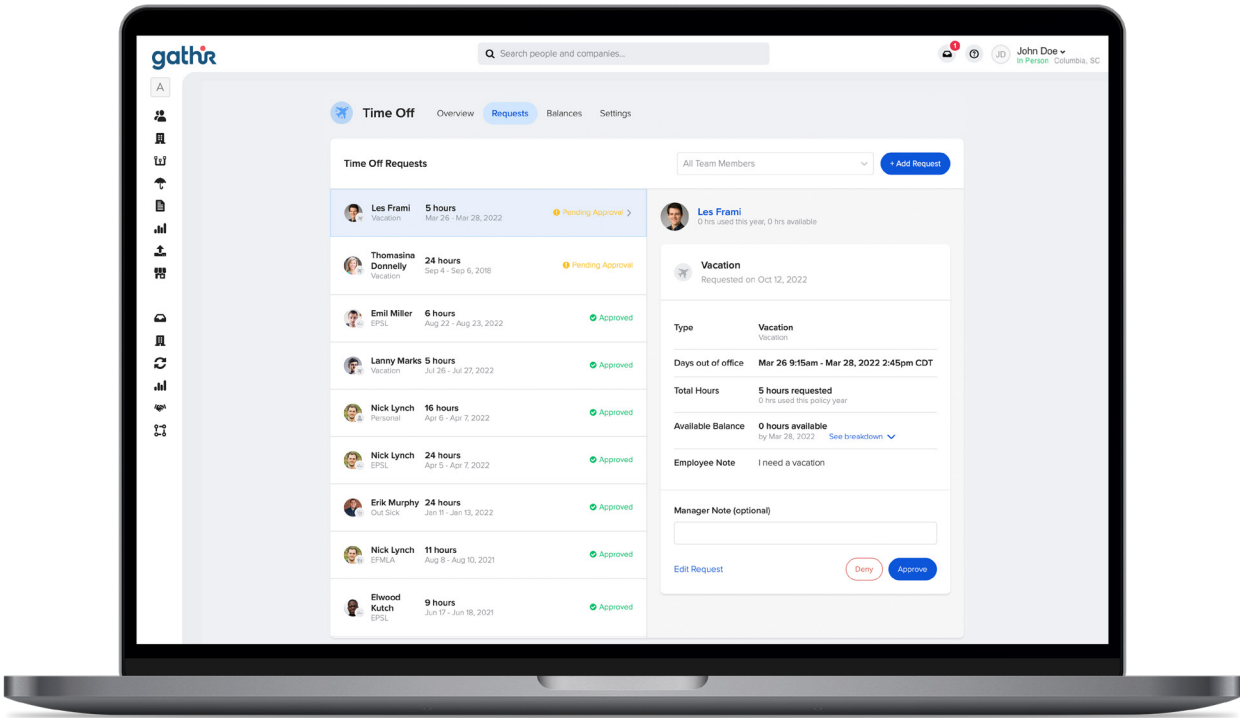 gathr
Search people and companies...
1
JD
John Doe
In Person Columbia, SC
A
Time Off
Overview
Requests
Balances
Settings
Time Off Requests
All Team Members
+ Add Request
Les Frami
Vacation
5 hours
Mar 26 - Mar 28, 2022
Pending Approval
Thomasina
Donnelly
Vacation
24 hours
Sep 4 - Sep 6, 2018
Pending Approval
Emil Miller
EPSL
6 hours
Aug 22 - Aug 23, 2022
Approved
Lanny Marks
Vacation
5 hours
Jul 26 - Jul 27, 2022
Approved
Nick Lynch
Personal
16 hours
Apr 6 - Apr 7, 2022
Approved
Nick Lynch
EPSL
24 hours
Apr 5 - Apr 7, 2022
Approved
Erik Murphy
Out Sick
24 hours
Jan 11 - Jan 13, 2022
Approved
Nick Lynch
EFMLA
11 hours
Aug 8 - Aug 10, 2021
Approved
Elwood
Kutch
EPSL
9 hours
Jun 17 - Jun 18, 2021
Approved
Les Frami
0 hrs used this year, 0 hrs available
Vacation
Requested on Oct 12, 2022
Type
Vacation
Vacation
Days out of office
Mar 26 9:15am - Mar 28, 2022 2:45pm CDT
Total Hours
5 hours requested
0 hrs used this policy year
Available Balance
0 hours available
by Mar 28, 2022
See breakdown
Employee Note
I need a vacation
Manager Note (optional)
Edit Request
Deny
Approve